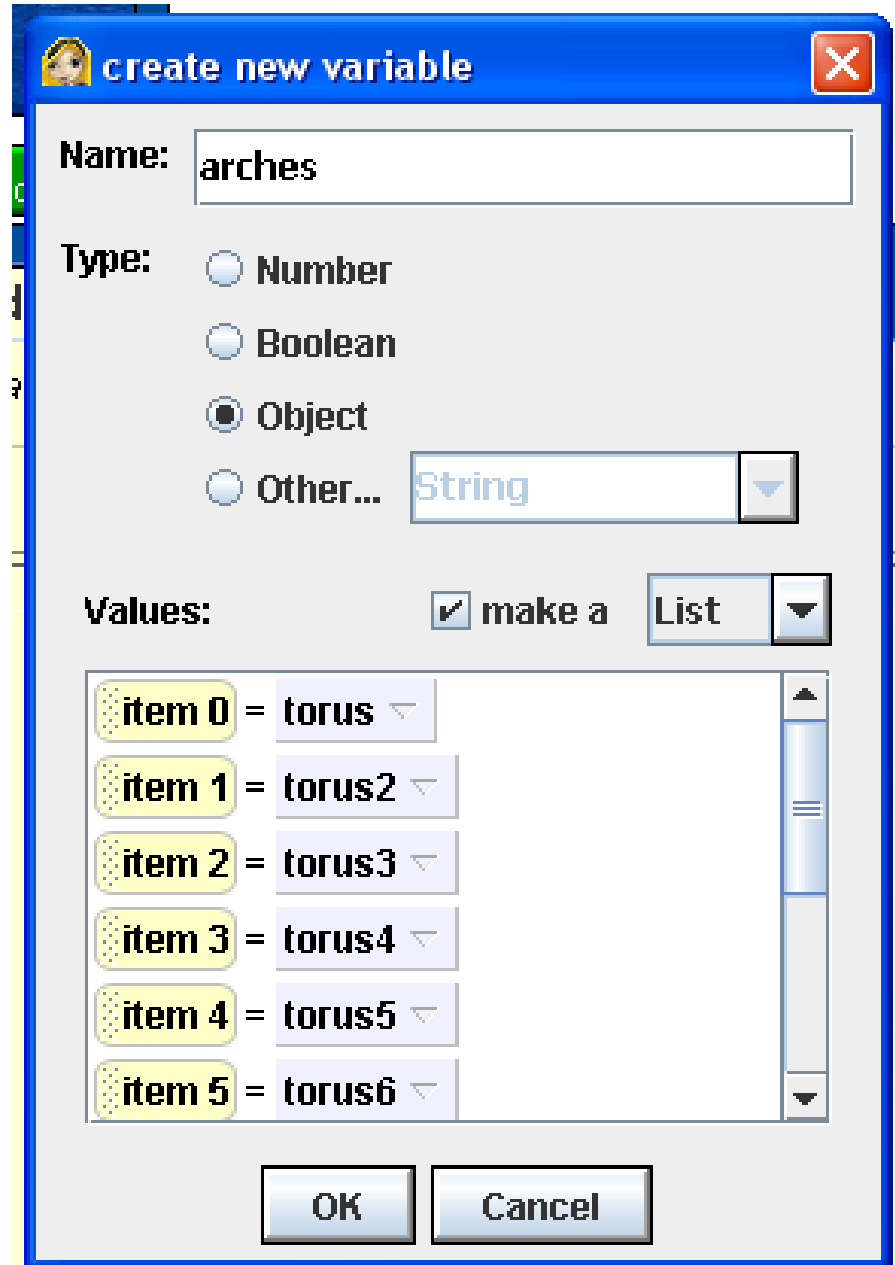 create new variable
Name: arches
Type: Number
Boolean
Object
Other... String
Values: make a List
item 0 = torus
item 1 = torus2
item 2 = torus3
item 3 = torus4
item 4 = torus5
item 5 = torus6
OK Cancel